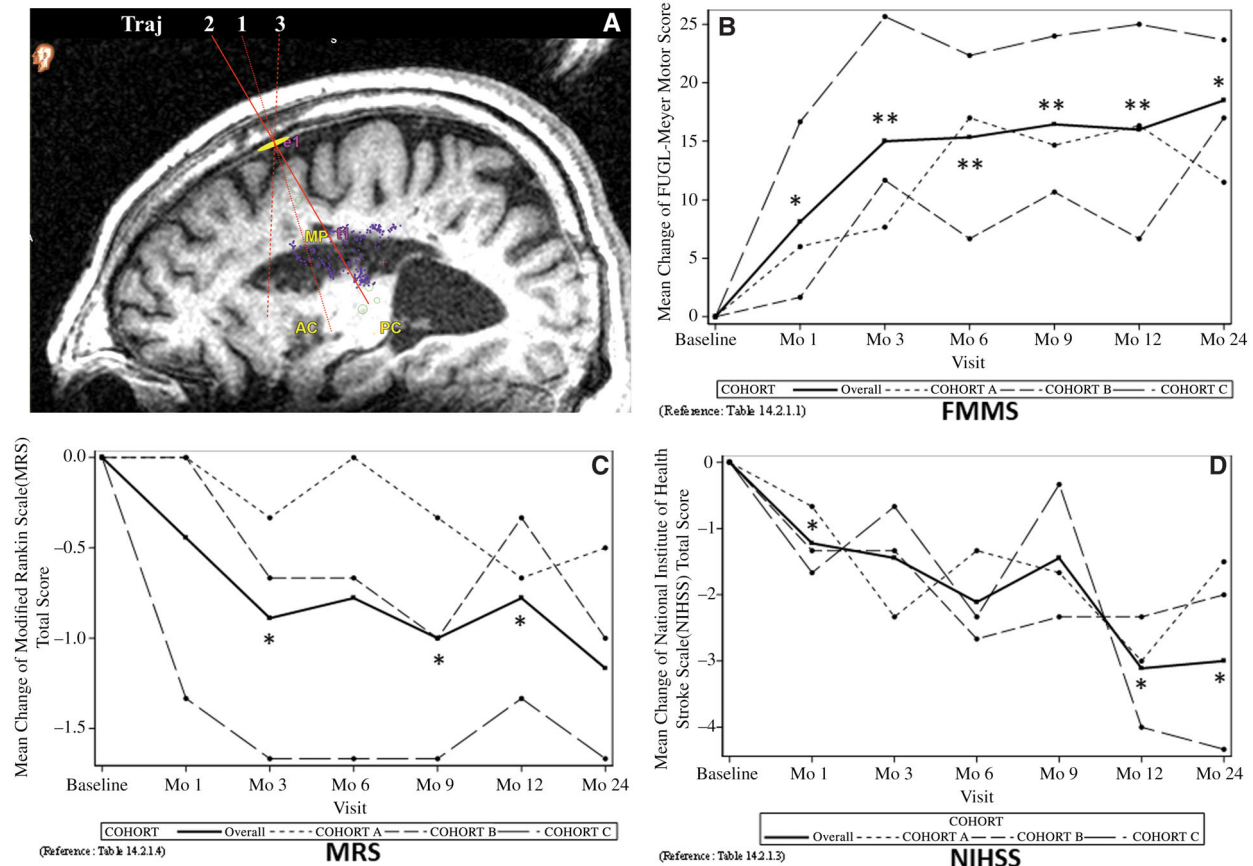 Traj 2 1 3 A
s
e1
MP f1
AC PC
B
Mean Change of FUGL-Meyer Motor Score
25
20
15
10
5
0
* ** ** ** ** *
Baseline Mo 1 Mo 3 Mo 6 Mo 9 Mo 12 Mo 24
Visit
COHORT Overall COHORT A COHORT B COHORT C
(Reference: Table 14.2.1.1) FMMS
C
Mean Change of Modified Rankin Scale(MRS)
Total Score
0.0
−0.5
−1.0
−1.5
* * *
Baseline Mo 1 Mo 3 Mo 6 Mo 9 Mo 12 Mo 24
Visit
COHORT Overall COHORT A COHORT B COHORT C
(Reference: Table 14.2.1.4) MRS
D
Mean Change of National Institute of Health
Stroke Scale(NIHSS) Total Score
0
−1
−2
−3
−4
* * *
Baseline Mo 1 Mo 3 Mo 6 Mo 9 Mo 12 Mo 24
Visit
COHORT
Overall COHORT A COHORT B COHORT C
(Reference: Table 14.2.1.3) NIHSS